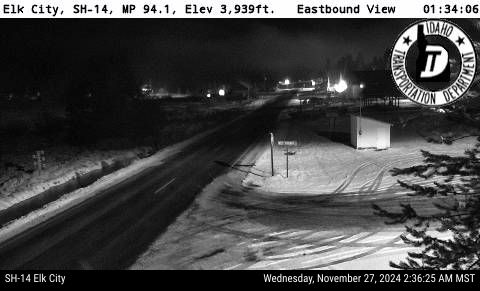 Elk City, SH-14, MP 94.1, Elev 3,939ft. Eastbound View 01:34:06
IDAHO
TRANSPORTATION DEPARTMENT
SH-14 Elk City Wednesday, November 27, 2024 2:36:25 AM MST